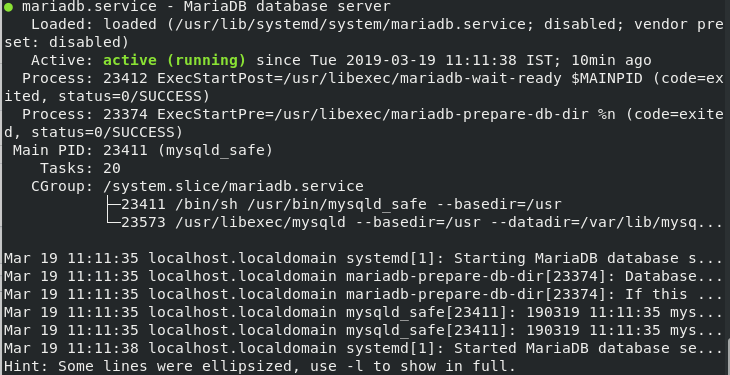 ● mariadb.service - MariaDB database server
   Loaded: loaded (/usr/lib/systemd/system/mariadb.service; disabled; vendor pre
set: disabled)
   Active: active (running) since Tue 2019-03-19 11:11:38 IST; 10min ago
  Process: 23412 ExecStartPost=/usr/libexec/mariadb-wait-ready $MAINPID (code=ex
ited, status=0/SUCCESS)
  Process: 23374 ExecStartPre=/usr/libexec/mariadb-prepare-db-dir %n (code=exite
d, status=0/SUCCESS)
 Main PID: 23411 (mysqld_safe)
    Tasks: 20
   CGroup: /system.slice/mariadb.service
           ├─23411 /bin/sh /usr/bin/mysqld_safe --basedir=/usr
           └─23573 /usr/libexec/mysqld --basedir=/usr --datadir=/var/lib/mysq...

Mar 19 11:11:35 localhost.localdomain systemd[1]: Starting MariaDB database s...
Mar 19 11:11:35 localhost.localdomain mariadb-prepare-db-dir[23374]: Database...
Mar 19 11:11:35 localhost.localdomain mariadb-prepare-db-dir[23374]: If this ...
Mar 19 11:11:35 localhost.localdomain mysqld_safe[23411]: 190319 11:11:35 mys...
Mar 19 11:11:35 localhost.localdomain mysqld_safe[23411]: 190319 11:11:35 mys...
Mar 19 11:11:38 localhost.localdomain systemd[1]: Started MariaDB database se...
Hint: Some lines were ellipsized, use -l to show in full.